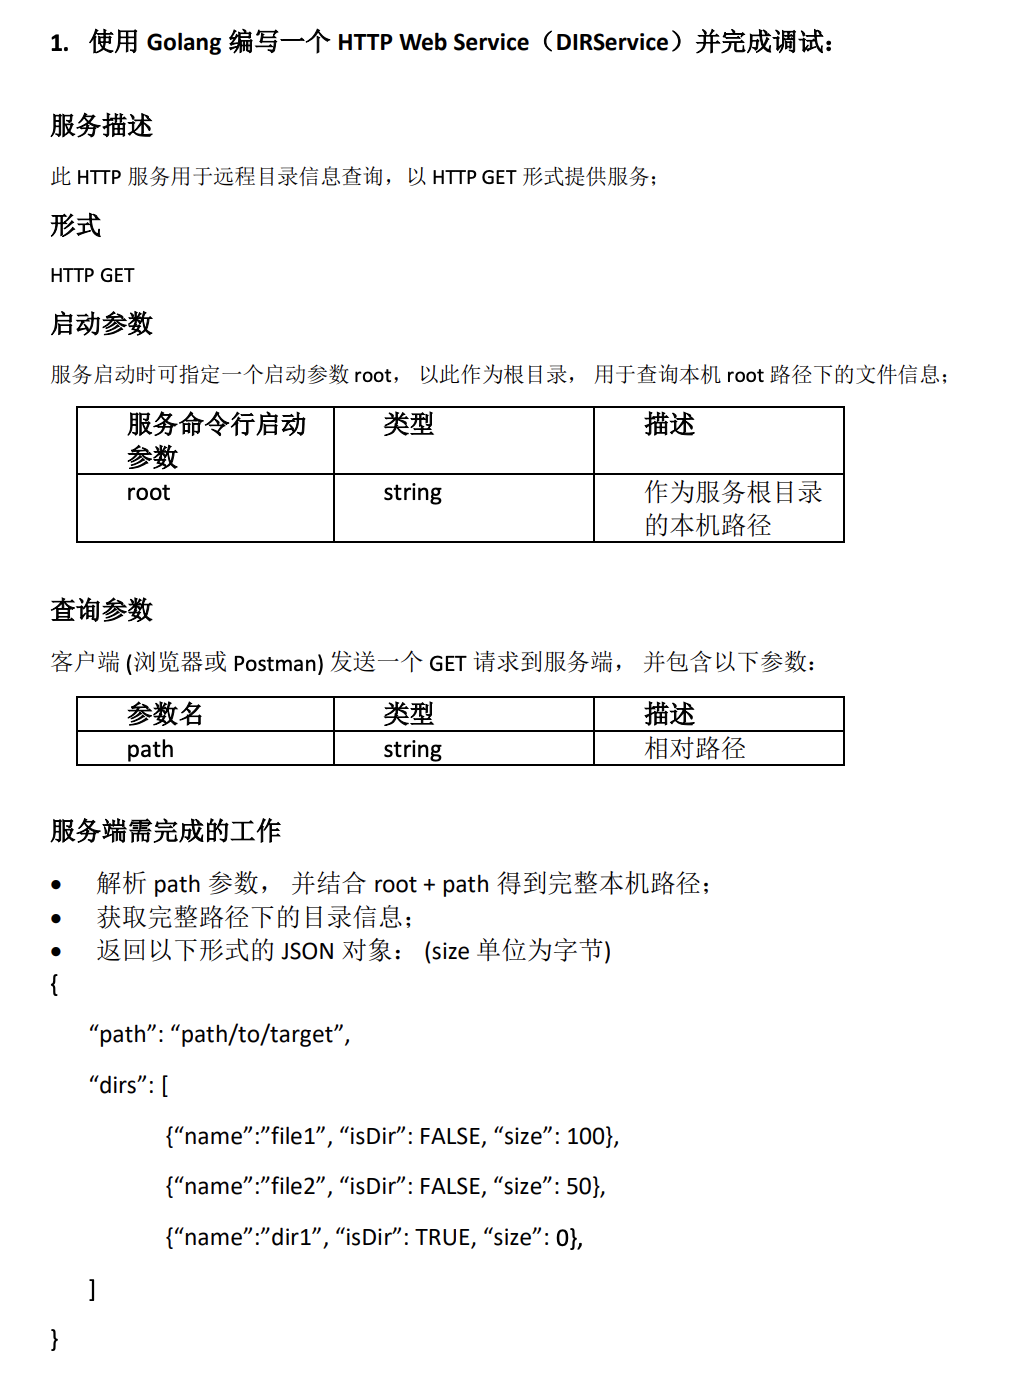 1. 使用 Golang 编写一个 HTTP Web Service（DIRService）并完成调试：
服务描述
此 HTTP 服务用于远程目录信息查询，以 HTTP GET 形式提供服务；
形式
HTTP GET
启动参数
服务启动时可指定一个启动参数 root， 以此作为根目录， 用于查询本机 root 路径下的文件信息；
服务命令行启动 类型 描述
参数
root string 作为服务根目录
的本机路径
查询参数
客户端 (浏览器或 Postman) 发送一个 GET 请求到服务端， 并包含以下参数：
参数名 类型 描述
path string 相对路径
服务端需完成的工作
• 解析 path 参数， 并结合 root + path 得到完整本机路径；
• 获取完整路径下的目录信息；
• 返回以下形式的 JSON 对象： (size 单位为字节)
{
“path”: “path/to/target”,
“dirs”: [
{“name”:”file1”, “isDir”: FALSE, “size”: 100},
{“name”:”file2”, “isDir”: FALSE, “size”: 50},
{“name”:”dir1”, “isDir”: TRUE, “size”: 0},
]
}